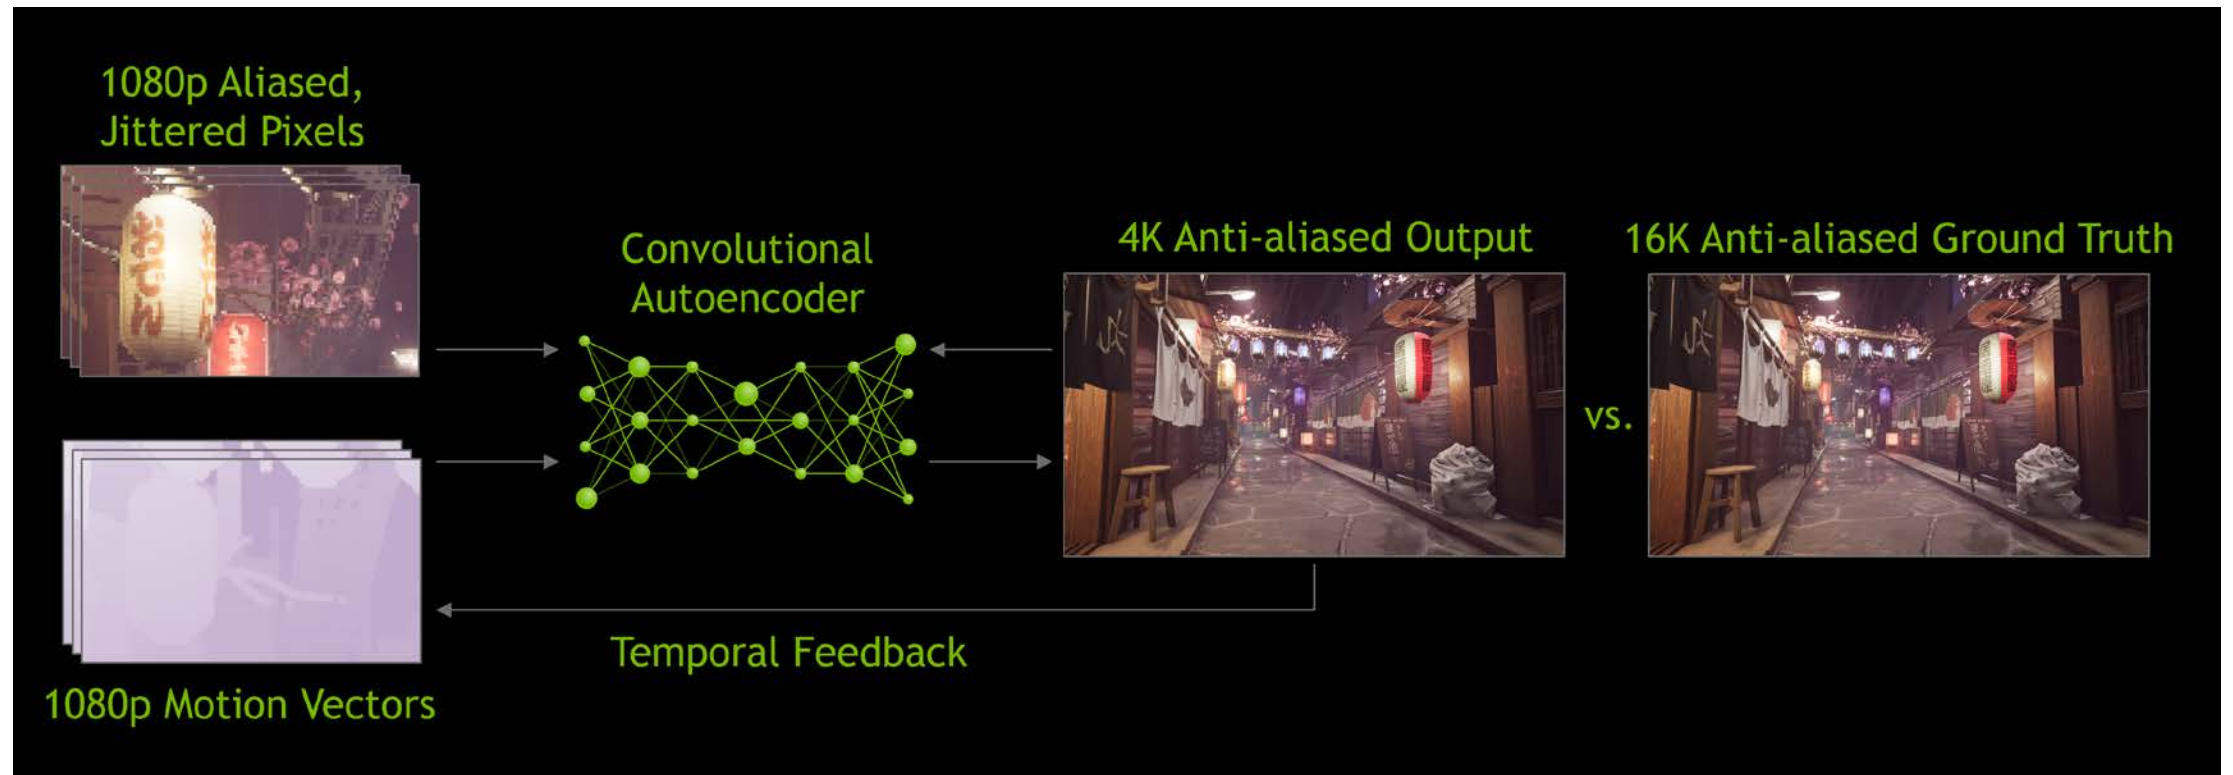 1080p Aliased,
Jittered Pixels
Convolutional
Autoencoder
4K Anti-aliased Output
16K Anti-aliased Ground Truth
vs.
Temporal Feedback
1080p Motion Vectors